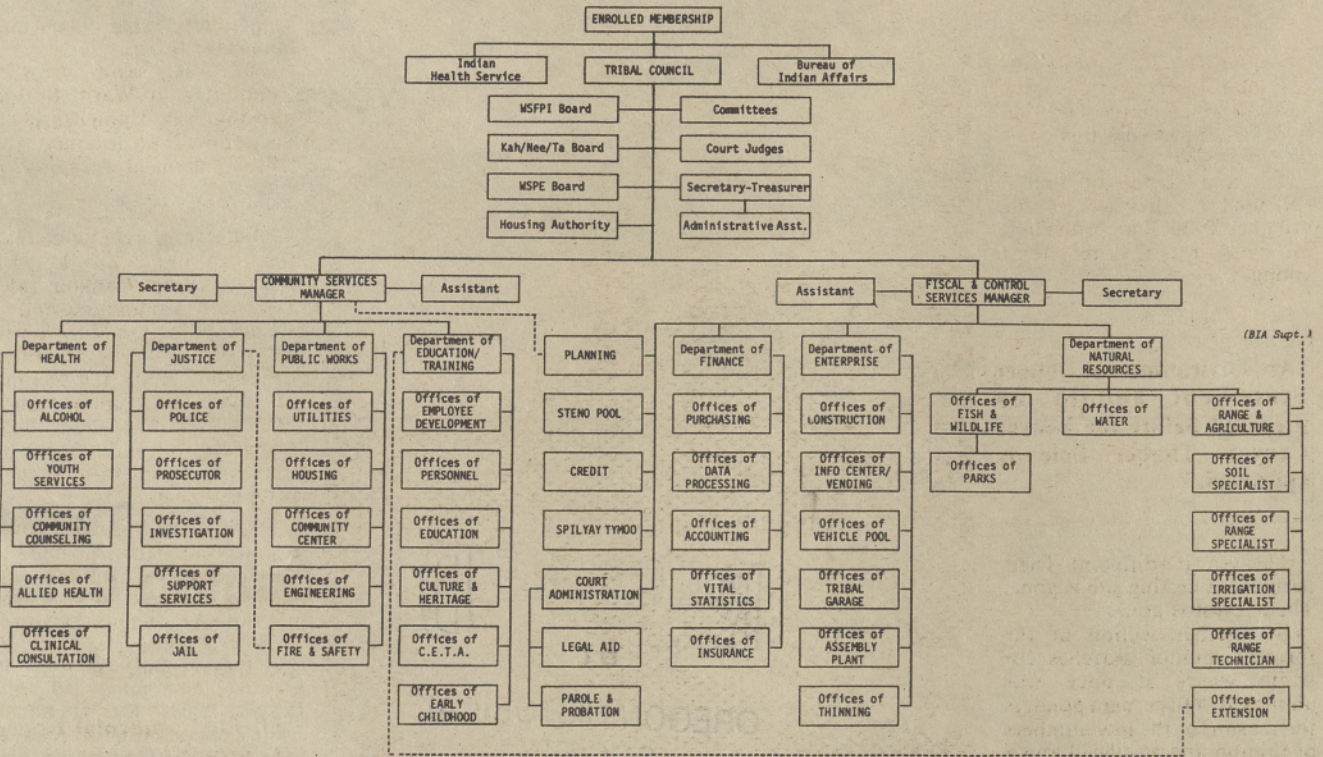 ENROLLED MEMBERSHIP
Indian
Health Service
TRIBAL COUNCIL
Bureau of
Indian Affairs
WSFPI Board
Committees
Kah/Nee/Ta Board
Court Judges
WSPE Board
Secretary-Treasurer
Housing Authority
Administrative Asst.
Secretary
COMMUNITY SERVICES
MANAGER
Assistant
Assistant
FISCAL & CONTROL
SERVICES MANAGER
Secretary
Department of
HEALTH
Offices of
ALCOHOL
Offices of
YOUTH
SERVICES
Offices of
COMMUNITY
COUNSELING
Offices of
ALLIED HEALTH
Offices of
CLINICAL
CONSULTATION
Department of
JUSTICE
Offices of
POLICE
Offices of
PROSECUTOR
Offices of
INVESTIGATION
Offices of
SUPPORT
SERVICES
Offices of
JAIL
Department of
PUBLIC WORKS
Offices of
UTILITIES
Offices of
HOUSING
Offices of
COMMUNITY
CENTER
Offices of
ENGINEERING
Offices of
FIRE & SAFETY
Department of
EDUCATION/
TRAINING
Offices of
EMPLOYEE
DEVELOPMENT
Offices of
PERSONNEL
Offices of
EDUCATION
Offices of
CULTURE &
HERITAGE
Offices of
C.E.T.A.
Offices of
EARLY
CHILDHOOD
PLANNING
STENO POOL
CREDIT
SPILYAY TYMOO
COURT
ADMINISTRATION
LEGAL AID
PAROLE &
PROBATION
Department of
FINANCE
Offices of
PURCHASING
Offices of
DATA
PROCESSING
Offices of
ACCOUNTING
Offices of
VITAL
STATISTICS
Offices of
INSURANCE
Department of
ENTERPRISE
Offices of
CONSTRUCTION
Offices of
INFO CENTER/
VENDING
Offices of
VEHICLE POOL
Offices of
TRIBAL
GARAGE
Offices of
ASSEMBLY
PLANT
Offices of
THINNING
Department of
NATURAL
RESOURCES
Offices of
FISH &
WILDLIFE
Offices of
PARKS
Offices of
WATER
(BIA Supt.)
Offices of
RANGE &
AGRICULTURE
Offices of
SOIL
SPECIALIST
Offices of
RANGE
SPECIALIST
Offices of
IRRIGATION
SPECIALIST
Offices of
RANGE
TECHNICIAN
Offices of
EXTENSION